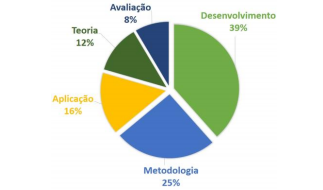 Avaliação
8%
Desenvolvimento
39%
Teoria
12%
Aplicação
16%
Metodologia
25%